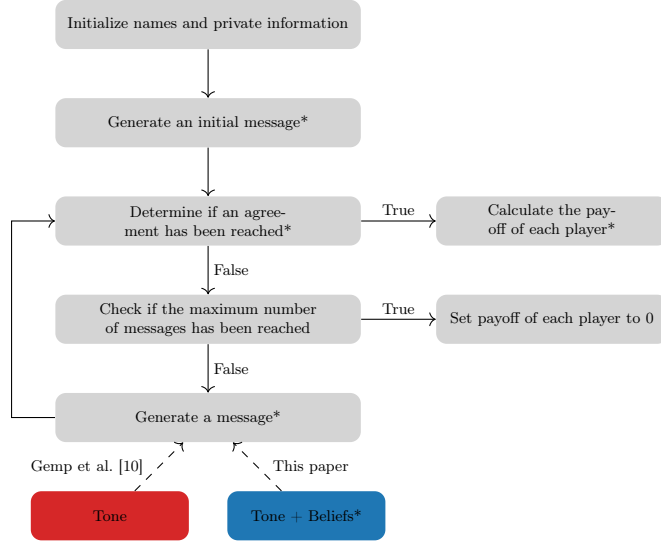 Initialize names and private information
Generate an initial message*
Determine if an agree-
ment has been reached*
True
Calculate the pay-
off of each player*
False
Check if the maximum number
of messages has been reached
True
Set payoff of each player to 0
False
Generate a message*
Gemp et al. [10]
This paper
Tone
Tone + Beliefs*